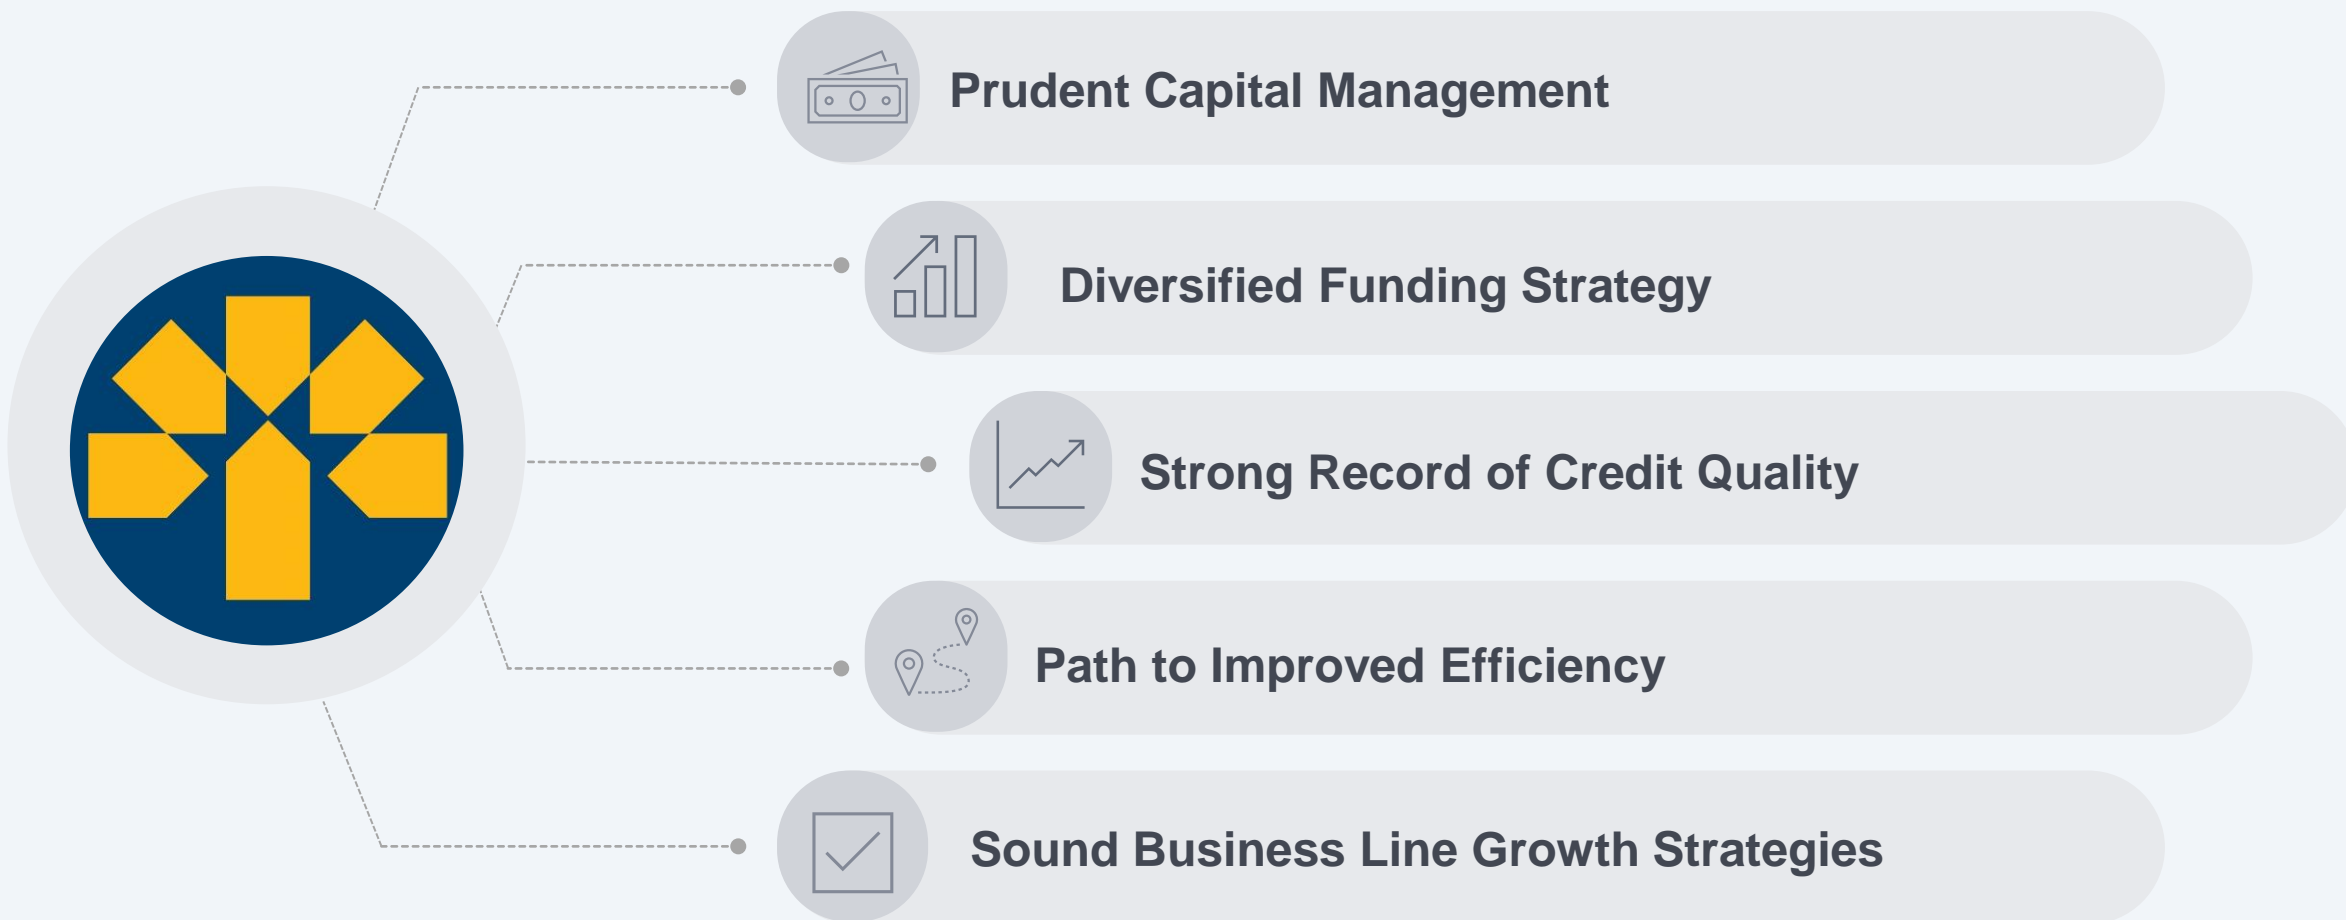 Prudent Capital Management
Diversified Funding Strategy
Strong Record of Credit Quality
Path to Improved Efficiency
Sound Business Line Growth Strategies